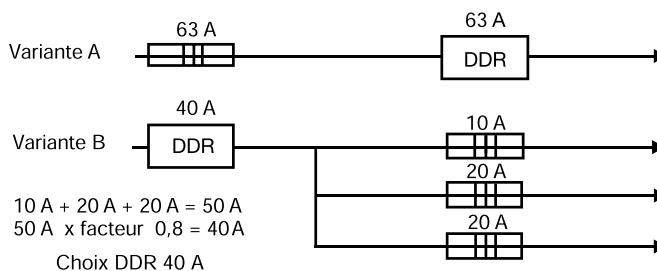 63 A
63 A
Variante A
DDR
40 A
10 A
Variante B
DDR
20 A
10 A + 20 A + 20 A = 50 A
50 A x facteur 0,8 = 40 A
20 A
Choix DDR 40 A